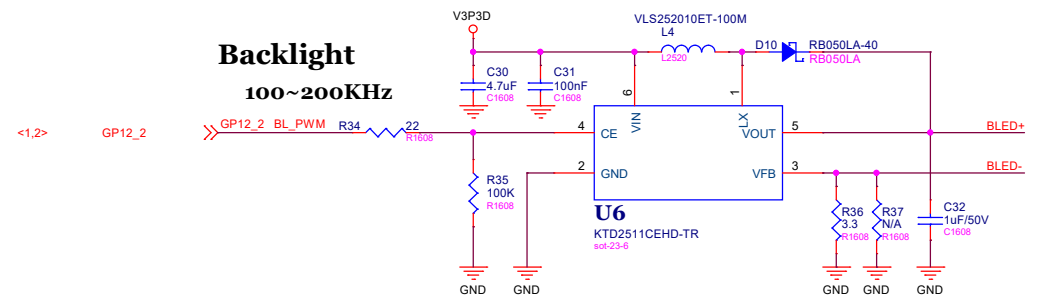 V3P3D
VLS252010ET-100M
L4
L2520
D10
RB050LA-40
RB050LA
Backlight
100~200KHz
C30
4.7uF
C1608
C31
100nF
C1608
6
1
<1,2>
GP12_2
GP12_2 BL_PWM
R34
22
R1608
4
CE
VIN
LX
VOUT
5
BLED+
2
GND
VFB
3
BLED-
R35
100K
R1608
U6
KTD2511CEHD-TR
sot-23-6
R36
3.3
R1608
R37
N/A
R1608
C32
1uF/50V
C1608
GND
GND
GND
GND
GND